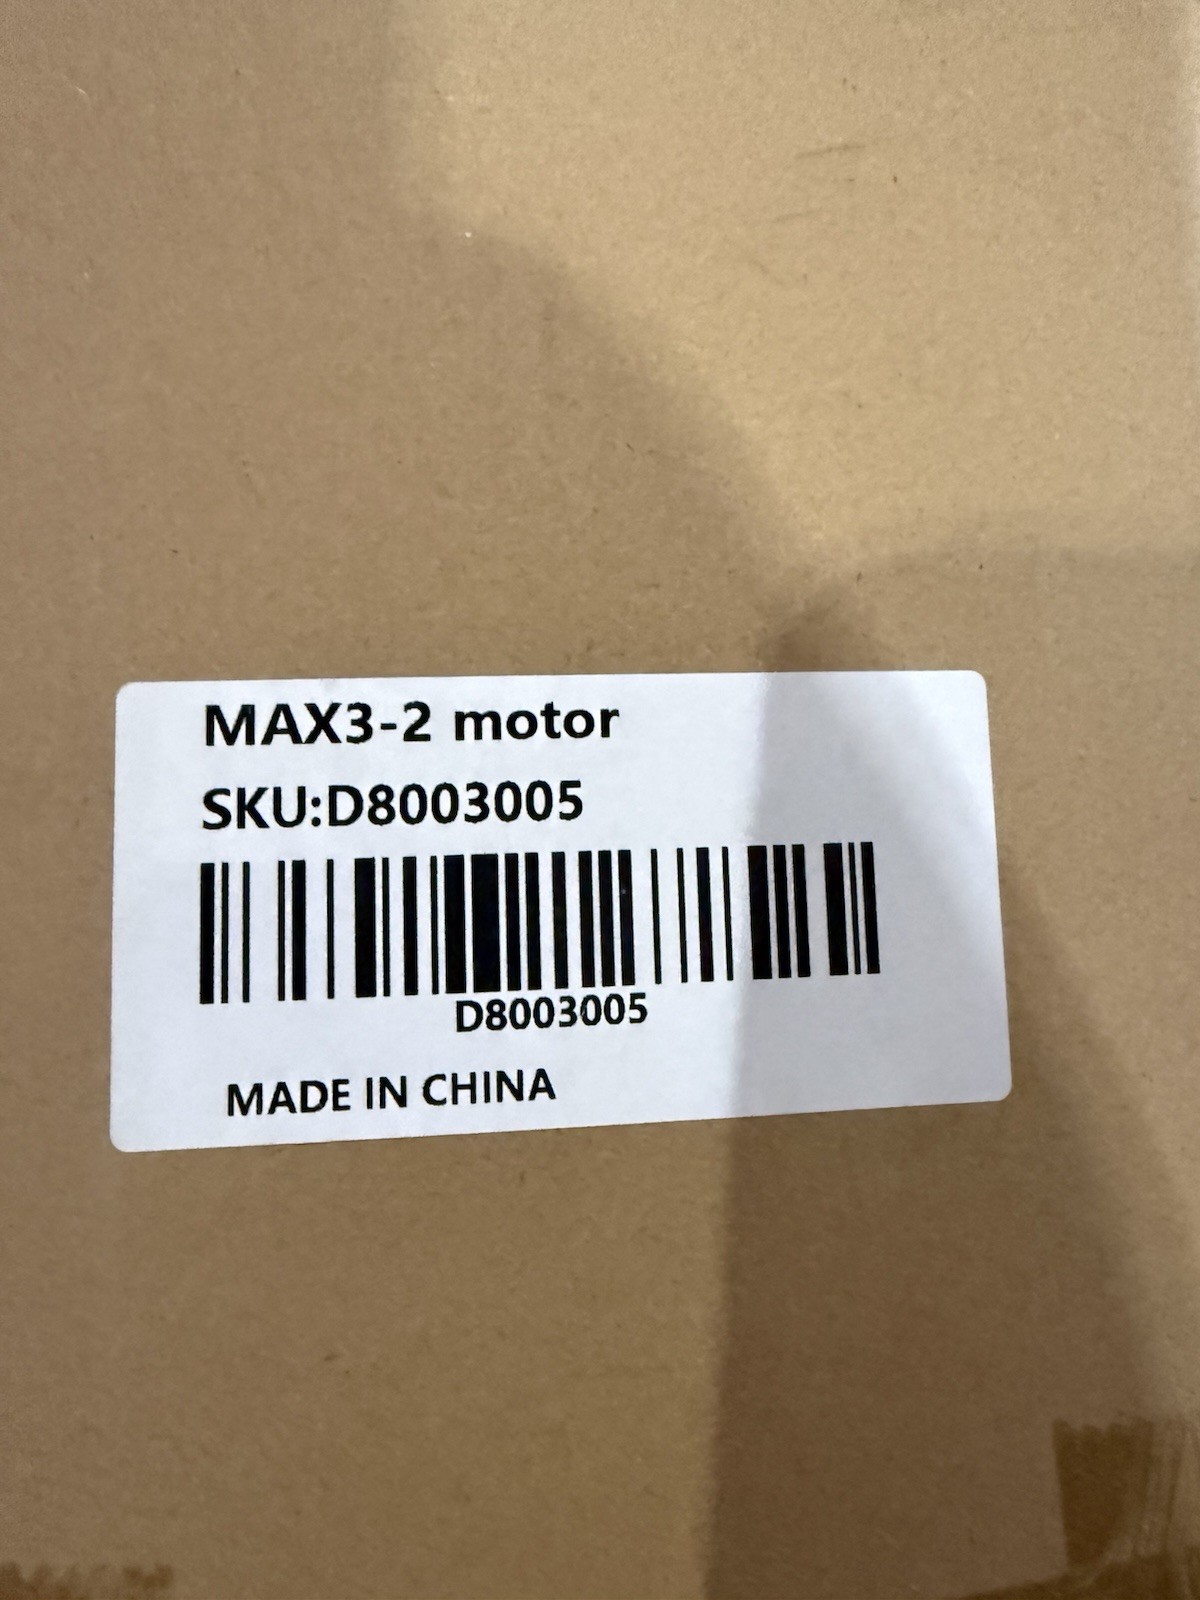 MAX3-2 motor
SKU:D8003005
D8003005
MADE IN CHINA